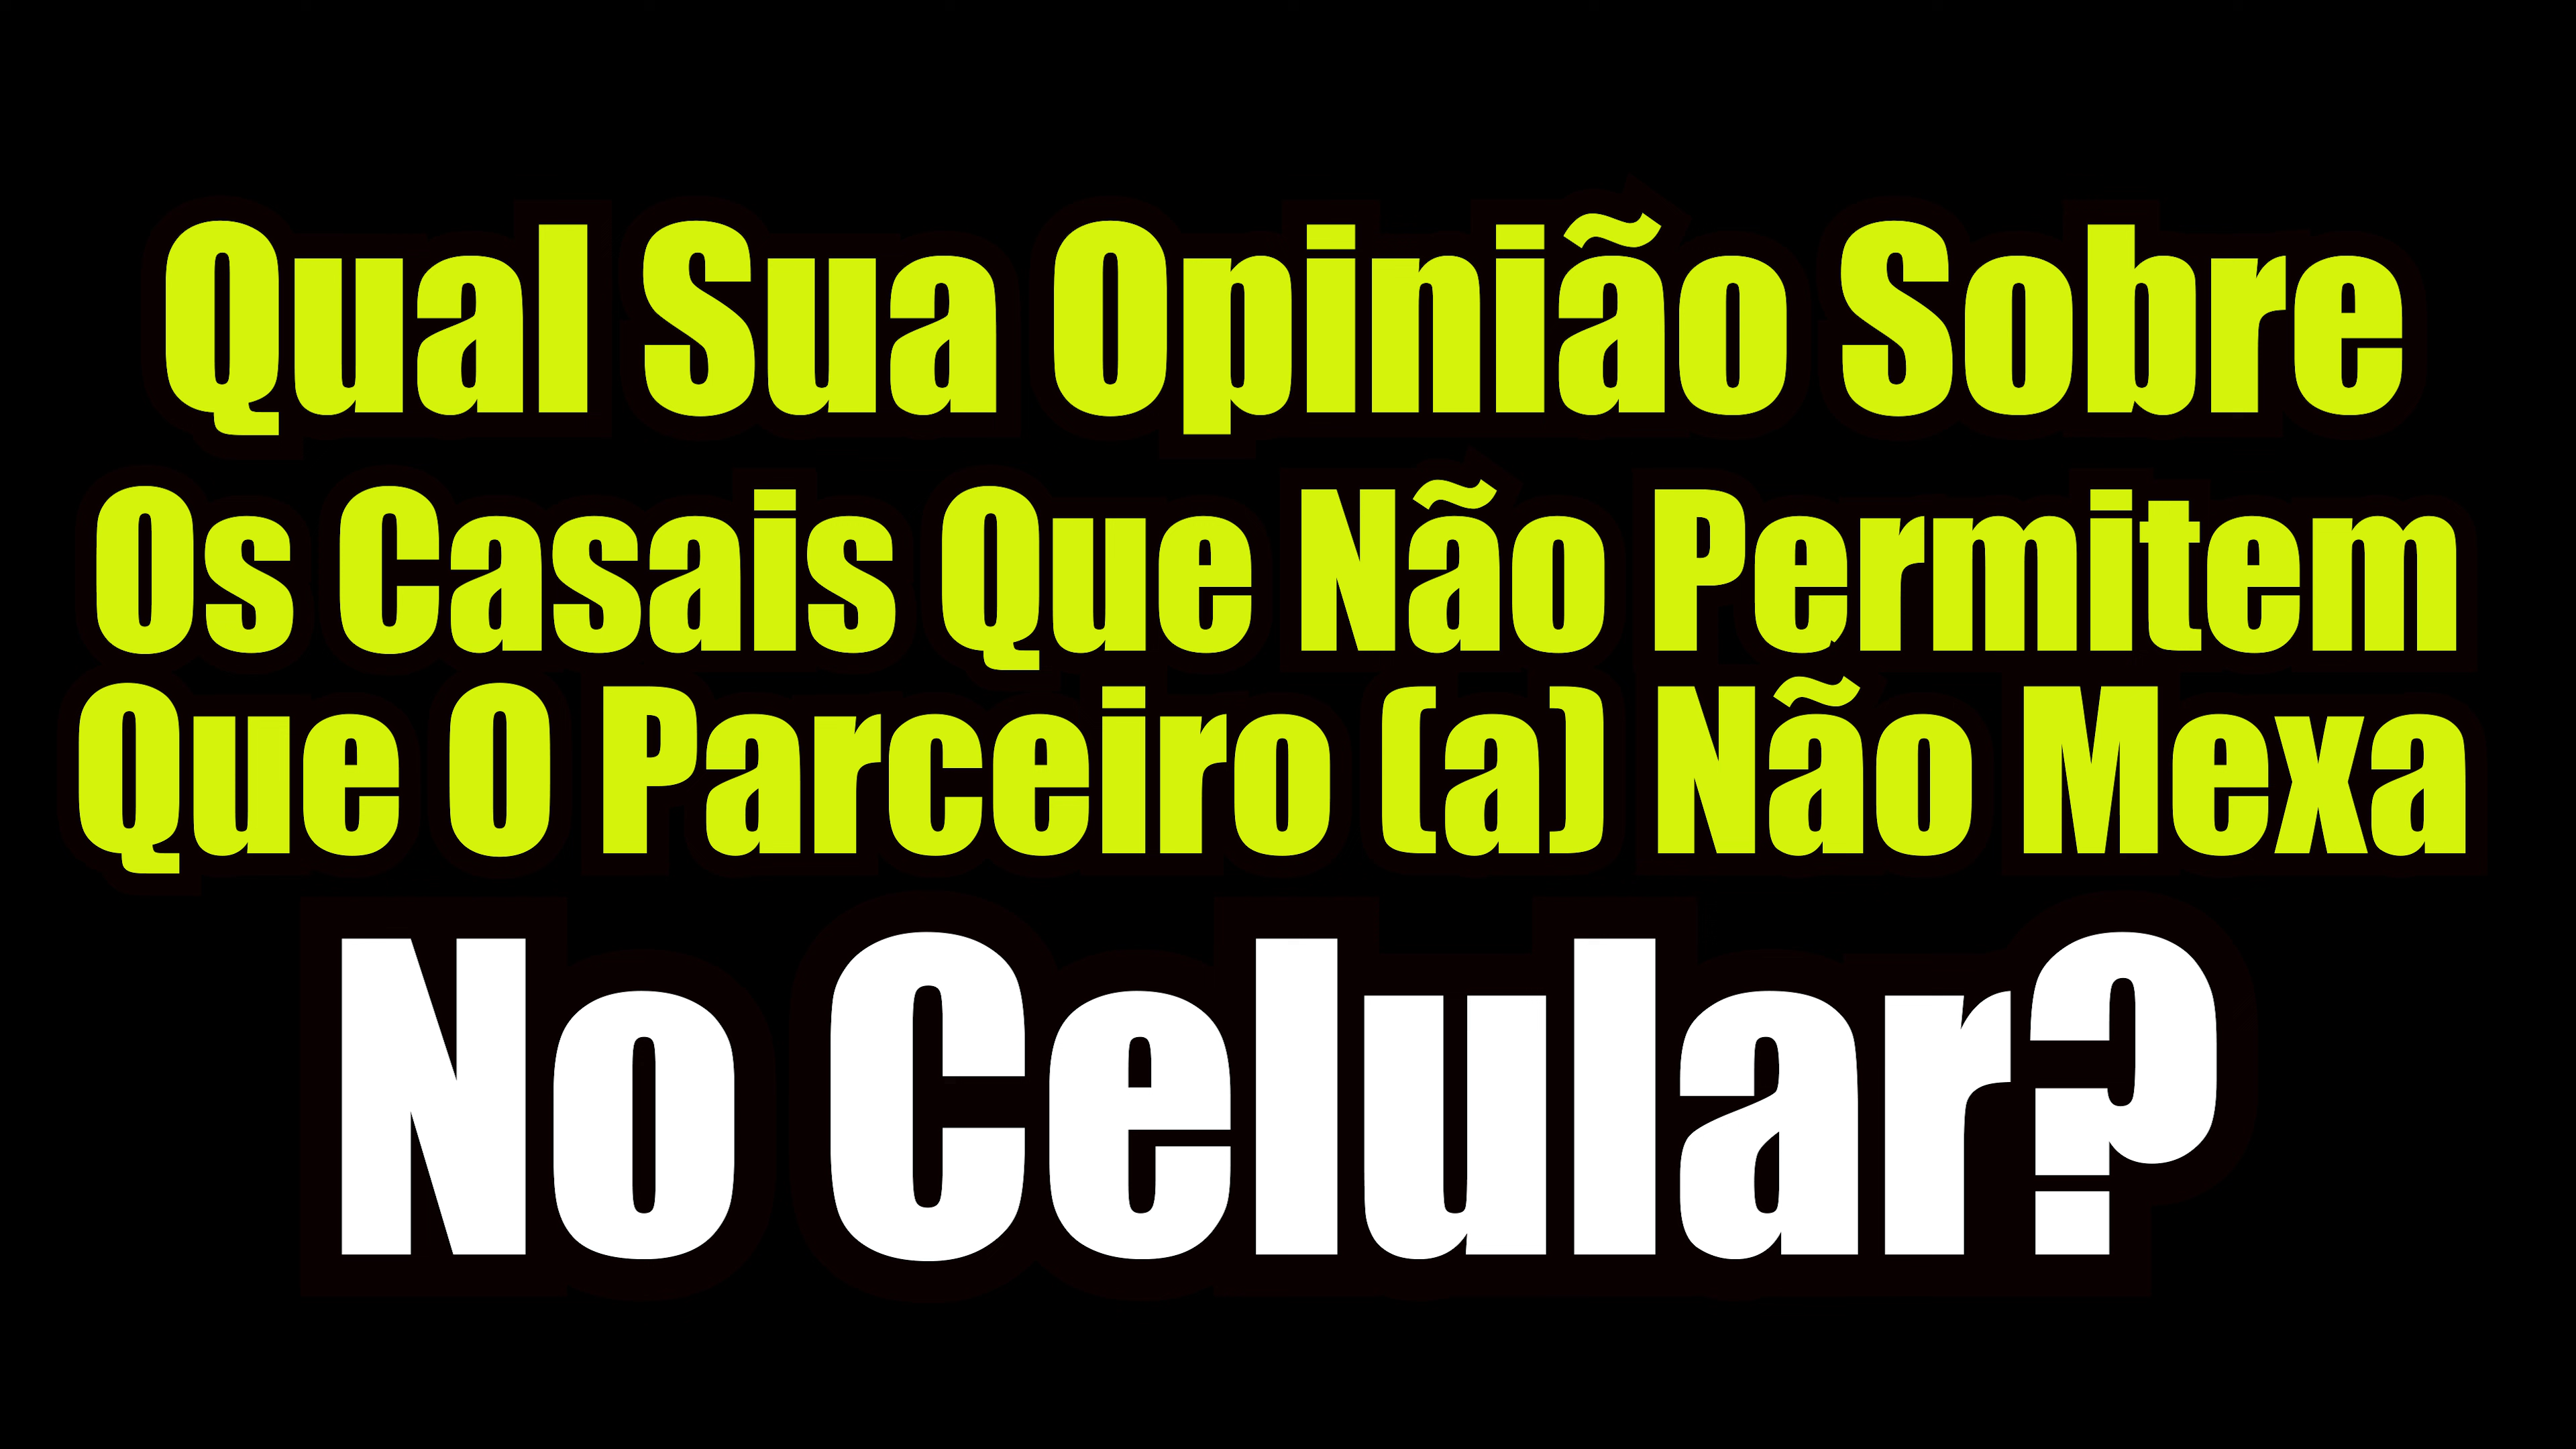 Qual Sua Opinião Sobre
Os Casais Que Não Permitem
Que O Parceiro (a) Não Mexa
No Celular?